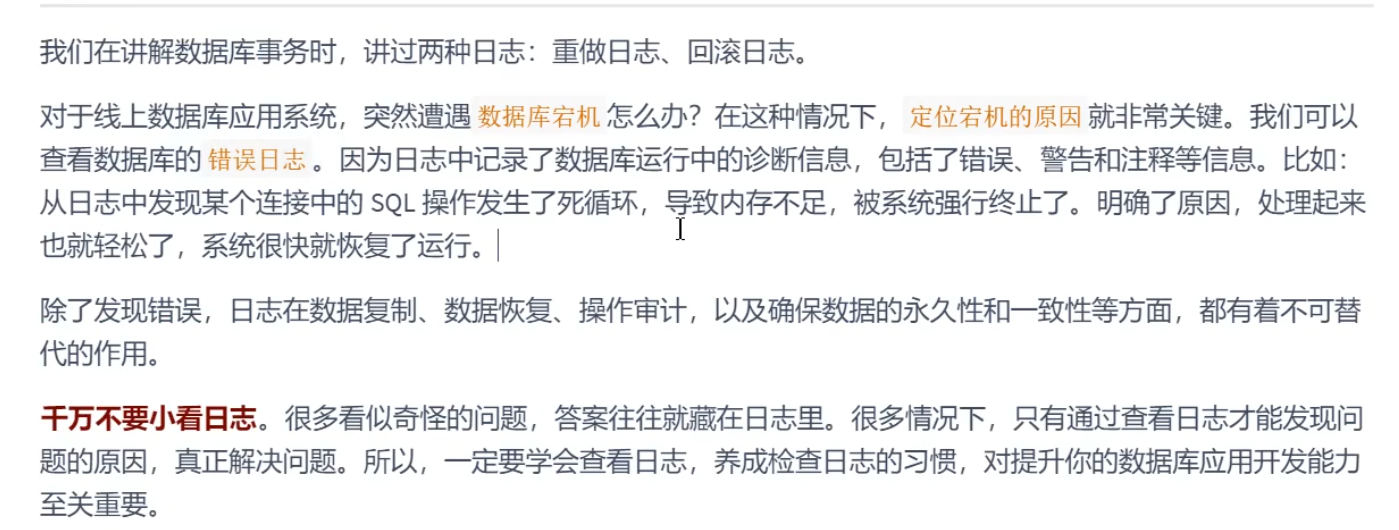 我们在讲解数据库事务时，讲过两种日志：重做日志、回滚日志。
对于线上数据库应用系统，突然遭遇 数据库宕机 怎么办？在这种情况下， 定位宕机的原因 就非常关键。我们可以
查看数据库的 错误日志 。因为日志中记录了数据库运行中的诊断信息，包括了错误、警告和注释等信息。比如：
从日志中发现某个连接中的 SQL 操作发生了死循环，导致内存不足，被系统强行终止了。明确了原因，处理起来
也就轻松了，系统很快就恢复了运行。
除了发现错误，日志在数据复制、数据恢复、操作审计，以及确保数据的永久性和一致性等方面，都有着不可替
代的作用。
千万不要小看日志。很多看似奇怪的问题，答案往往就藏在日志里。很多情况下，只有通过查看日志才能发现问
题的原因，真正解决问题。所以，一定要学会查看日志，养成检查日志的习惯，对提升你的数据库应用开发能力
至关重要。